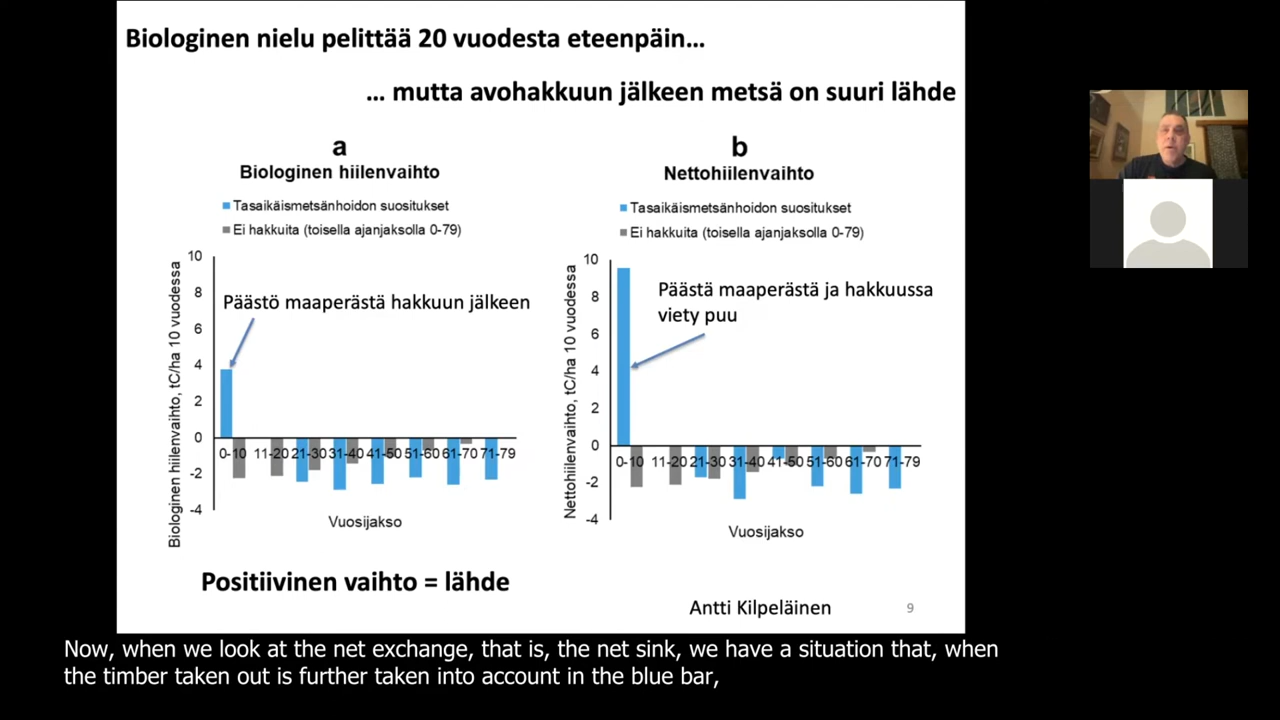 Biologinen nielu pelittää 20 vuodesta eteenpäin…
… mutta avohakkuun jälkeen metsä on suuri lähde
a
Biologinen hiilenvaihto
Tasaikäismetsänhoidon suositukset
Ei hakkuita (toisella ajanjaksolla 0-79)
Biologinen hiilenvaihto, tC/ha 10 vuodessa
10
8
6
4
2
0
-2
-4
Päästö maaperästä hakkuun jälkeen
0-10 11-20 21-30 31-40 41-50 51-60 61-70 71-79
Vuosijakso
b
Nettohiilenvaihto
Tasaikäismetsänhoidon suositukset
Ei hakkuita (toisella ajanjaksolla 0-79)
Nettohiilenvaihto, tC/ha 10 vuodessa
10
8
6
4
2
0
-2
-4
Päästä maaperästä ja hakkuussa
viety puu
0-10 11-20 21-30 31-40 41-50 51-60 61-70 71-79
Vuosijakso
Positiivinen vaihto = lähde
Antti Kilpeläinen
9
Now, when we look at the net exchange, that is, the net sink, we have a situation that, when
the timber taken out is further taken into account in the blue bar,